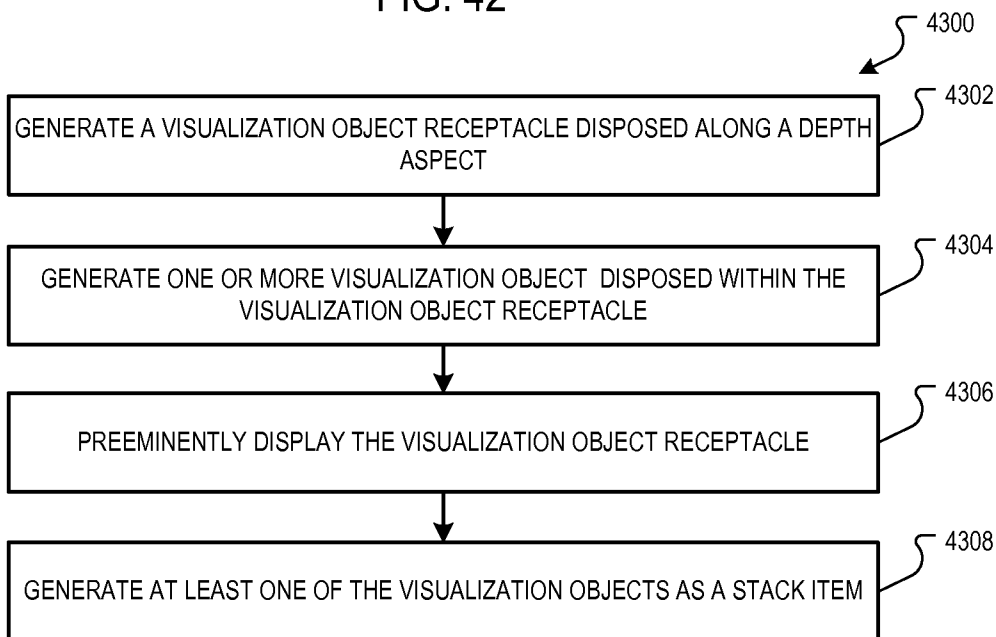 FIG. 42
4300
4302
GENERATE A VISUALIZATION OBJECT RECEPTACLE DISPOSED ALONG A DEPTH
ASPECT
4304
GENERATE ONE OR MORE VISUALIZATION OBJECT DISPOSED WITHIN THE
VISUALIZATION OBJECT RECEPTACLE
4306
PREEMINENTLY DISPLAY THE VISUALIZATION OBJECT RECEPTACLE
4308
GENERATE AT LEAST ONE OF THE VISUALIZATION OBJECTS AS A STACK ITEM